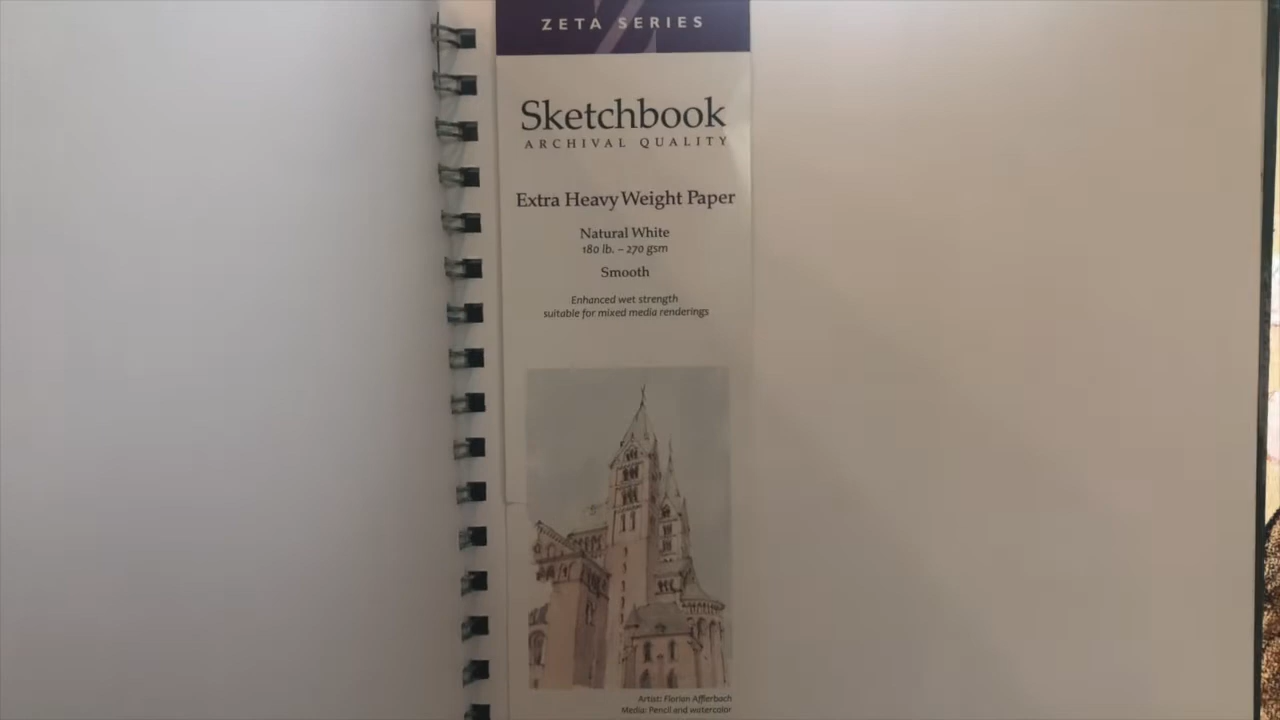 ZETA SERIES
Sketchbook
ARCHIVAL QUALITY
Extra Heavy Weight Paper
Natural White
180 lb. – 270 gsm
Smooth
Enhanced wet strength
suitable for mixed media renderings
Artist: Florian Afflerbach
Media: Pencil and watercolor